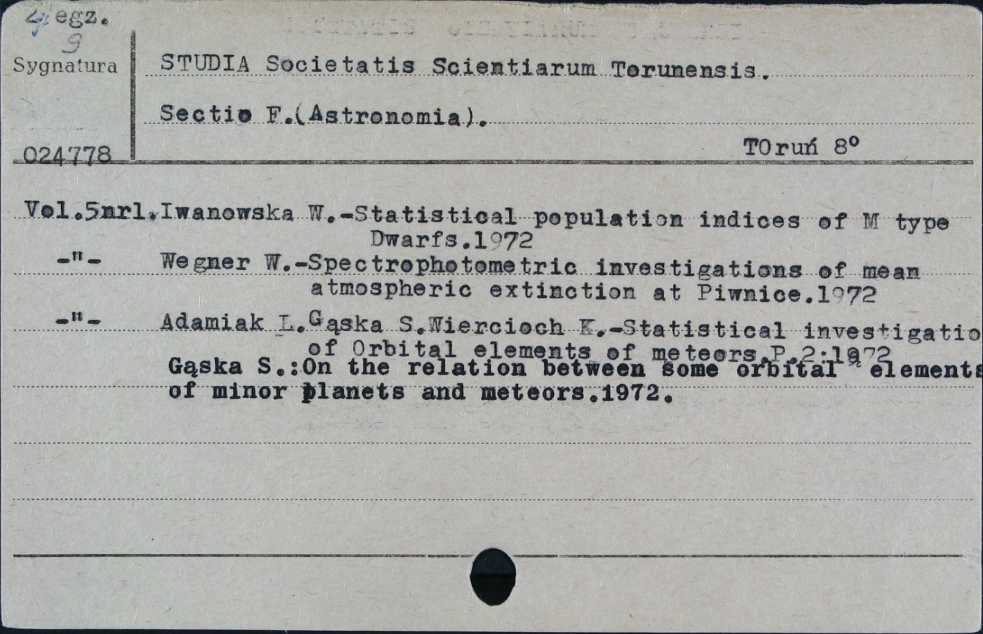 egz.
9
Sygnatura
STUDIA Societatis Scientiarum Torunensis.
Sectio F.(Astronomia).
024778
TOruń 8°
Vol.5nrl.Iwanowska W.-Statistical population indices of M type
Dwarfs.1972
-"- Wegner W.-Spectrophotometric investigations of mean
atmospheric extinction at Piwnice.1972
-"- Adamiak L.Gąska S.Wiercioch K.-Statistical investigatio
of Orbital elements of meteors.P.2:1972
Gąska S.:On the relation between some orbital elements
of minor planets and meteors.1972.